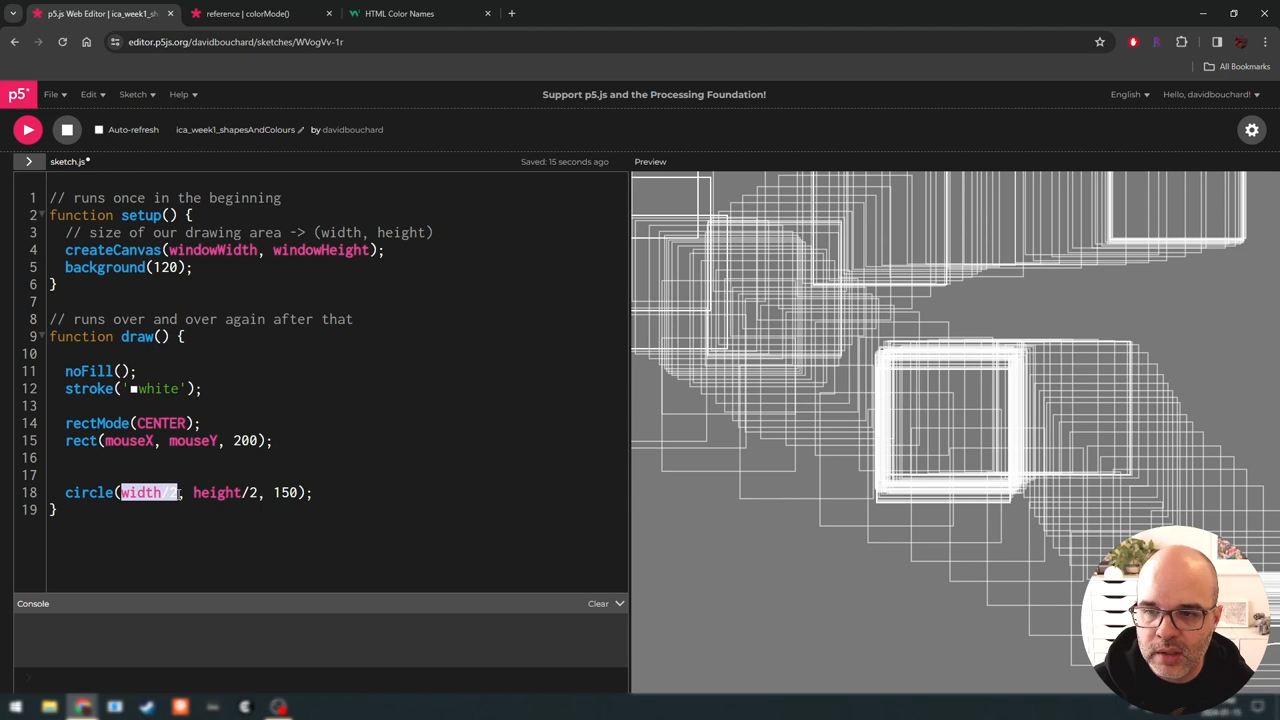 p5.js Web Editor | ica_week1_sh
reference | colorMode()
HTML Color Names
editor.p5js.org/davidbouchard/sketches/WVogVv-1r
All Bookmarks
p5* File Edit Sketch Help
Support p5.js and the Processing Foundation!
English Hello, davidbouchard!
Auto-refresh ica_week1_shapesAndColours by davidbouchard
sketch.js Saved: 15 seconds ago Preview
1 // runs once in the beginning
2 function setup() {
3 // size of our drawing area -> (width, height)
4 createCanvas(windowWidth, windowHeight);
5 background(120);
6 }
7
8 // runs over and over again after that
9 function draw() {
10
11 noFill();
12 stroke('white');
13
14 rectMode(CENTER);
15 rect(mouseX, mouseY, 200);
16
17
18 circle(width/2, height/2, 150);
19 }
Console Clear